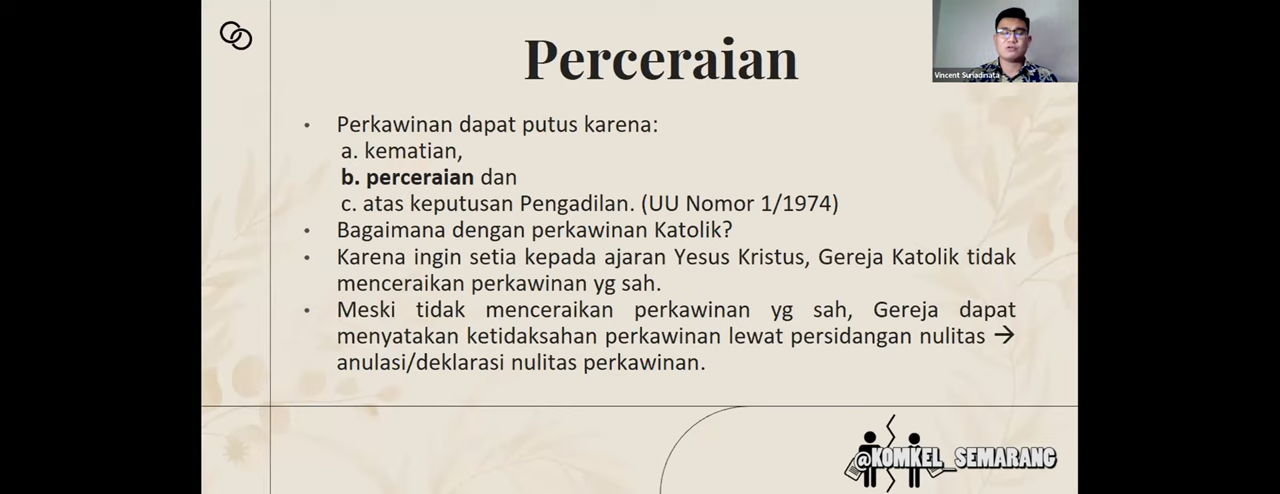 Perceraian
Vincent Suriadinata
• Perkawinan dapat putus karena:
a. kematian,
b. perceraian dan
c. atas keputusan Pengadilan. (UU Nomor 1/1974)
• Bagaimana dengan perkawinan Katolik?
• Karena ingin setia kepada ajaran Yesus Kristus, Gereja Katolik tidak
menceraikan perkawinan yg sah.
• Meski tidak menceraikan perkawinan yg sah, Gereja dapat
menyatakan ketidaksahan perkawinan lewat persidangan nulitas →
anulasi/deklarasi nulitas perkawinan.
@KOMKEL_SEMARANG